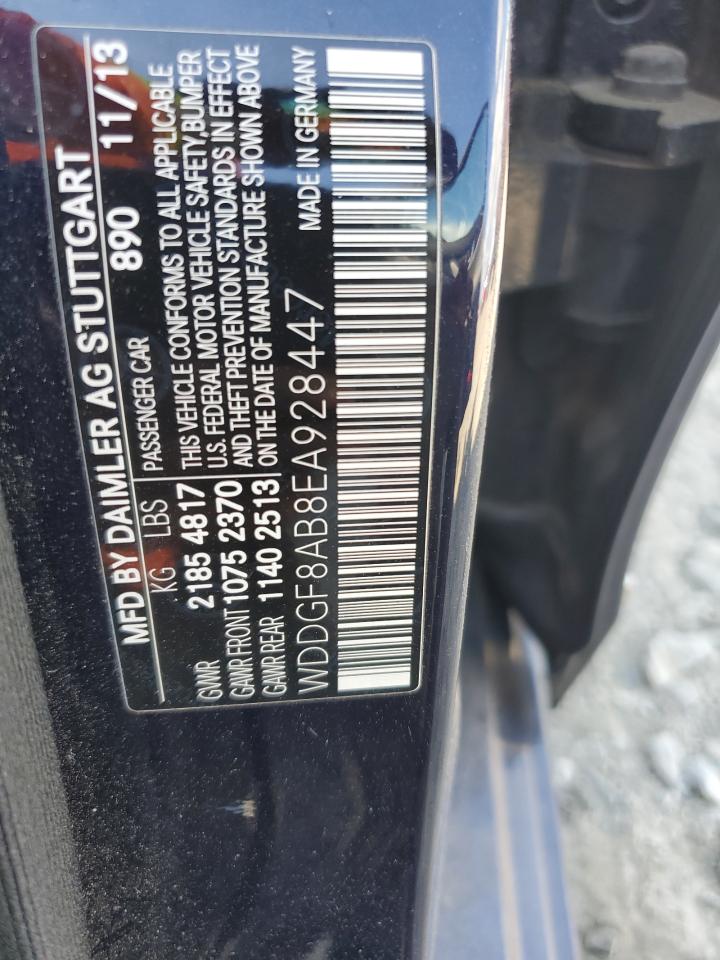 MFD BY DAIMLER AG STUTTGART
890 11/13
KG LBS PASSENGER CAR
GVWR 2185 4817
GAWR FRONT 1075 2370
GAWR REAR 1140 2513
THIS VEHICLE CONFORMS TO ALL APPLICABLE
U.S. FEDERAL MOTOR VEHICLE SAFETY, BUMPER
AND THEFT PREVENTION STANDARDS IN EFFECT
ON THE DATE OF MANUFACTURE SHOWN ABOVE
WDDGF8AB8EA928447 MADE IN GERMANY